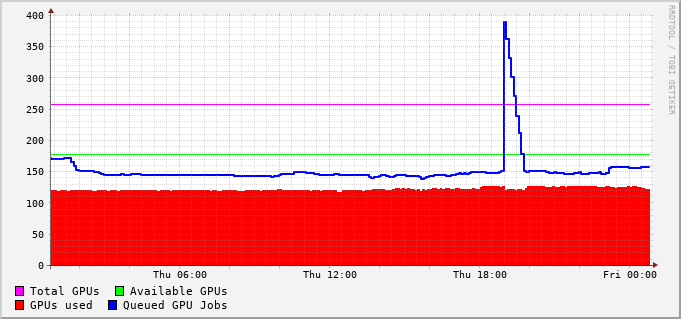 400
350
300
250
200
150
100
50
0
Thu 06:00 Thu 12:00 Thu 18:00 Fri 00:00
Total GPUs Available GPUs
GPUs used Queued GPU Jobs
RRDTOOL / TOBI OETIKER